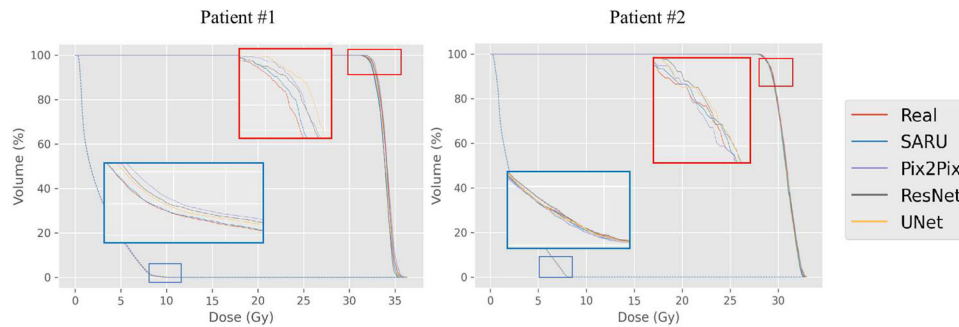 Patient #1
Patient #2
100
80
60
40
20
0
Volume (%)
0 5 10 15 20 25 30 35
Dose (Gy)
100
80
60
40
20
0
Volume (%)
0 5 10 15 20 25 30
Dose (Gy)
Real
SARU
Pix2Pix
ResNet
UNet